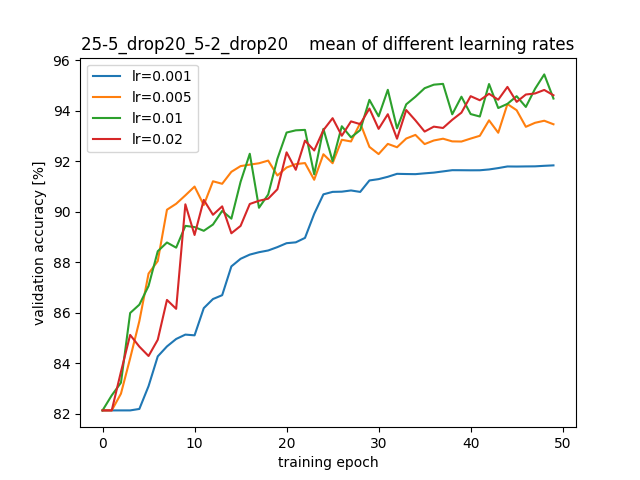 25-5_drop20_5-2_drop20    mean of different learning rates
lr=0.001
lr=0.005
lr=0.01
lr=0.02
validation accuracy [%]
96
94
92
90
88
86
84
82
0 10 20 30 40 50
training epoch